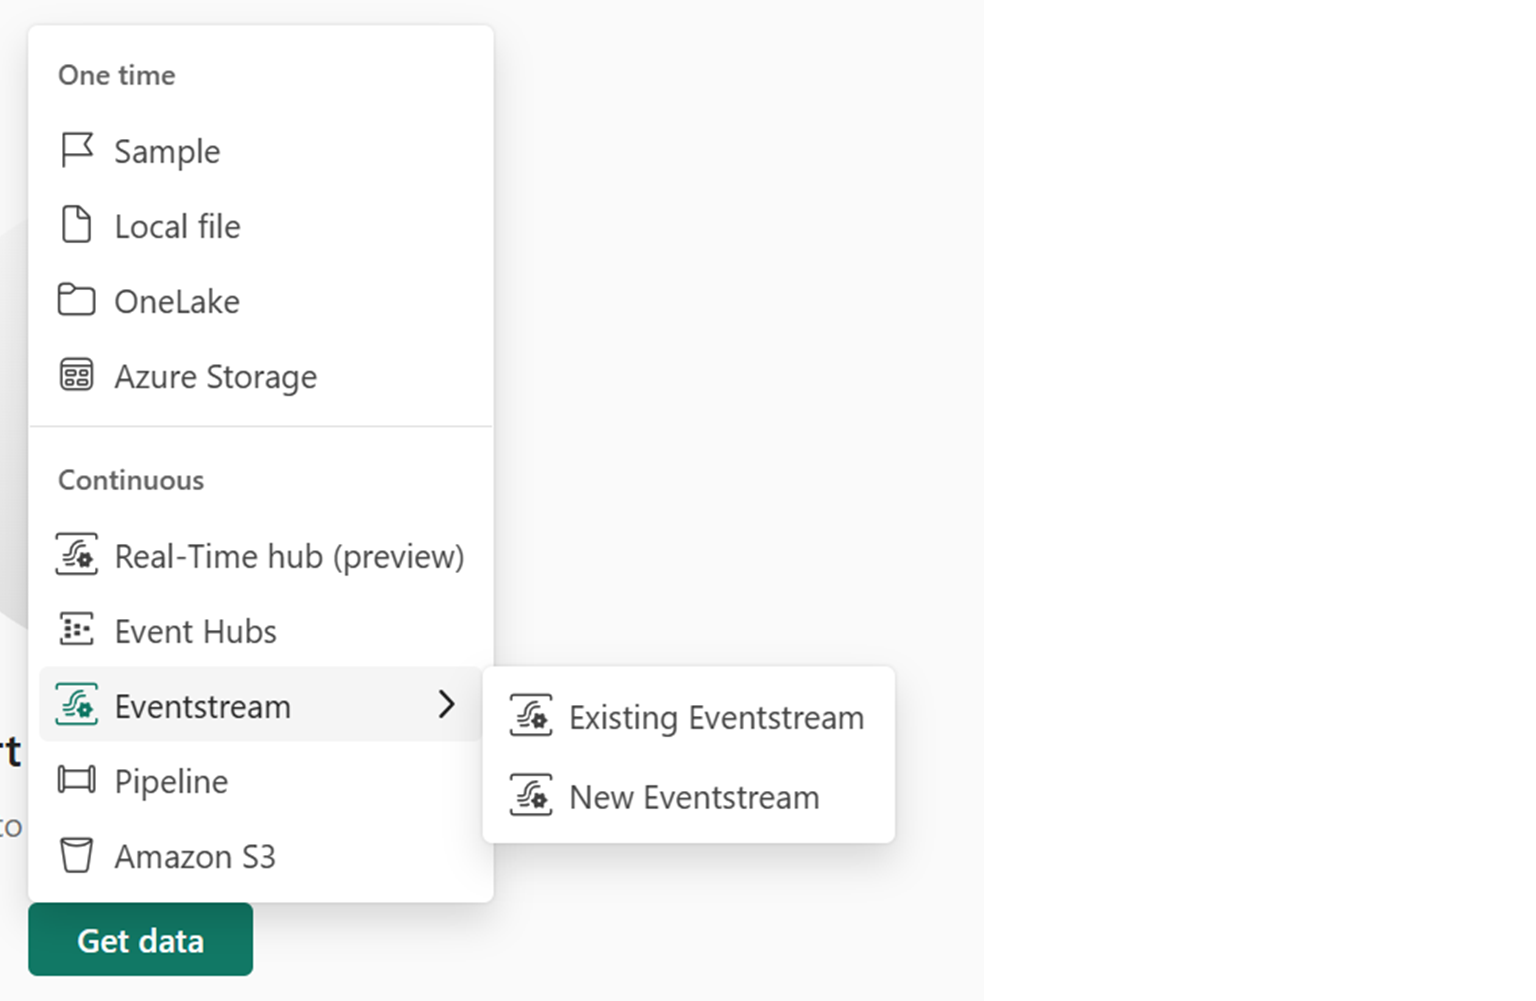 One time
Sample
Local file
OneLake
Azure Storage
Continuous
Real-Time hub (preview)
Event Hubs
Eventstream
Existing Eventstream
New Eventstream
Pipeline
Amazon S3
rt
to
Get data